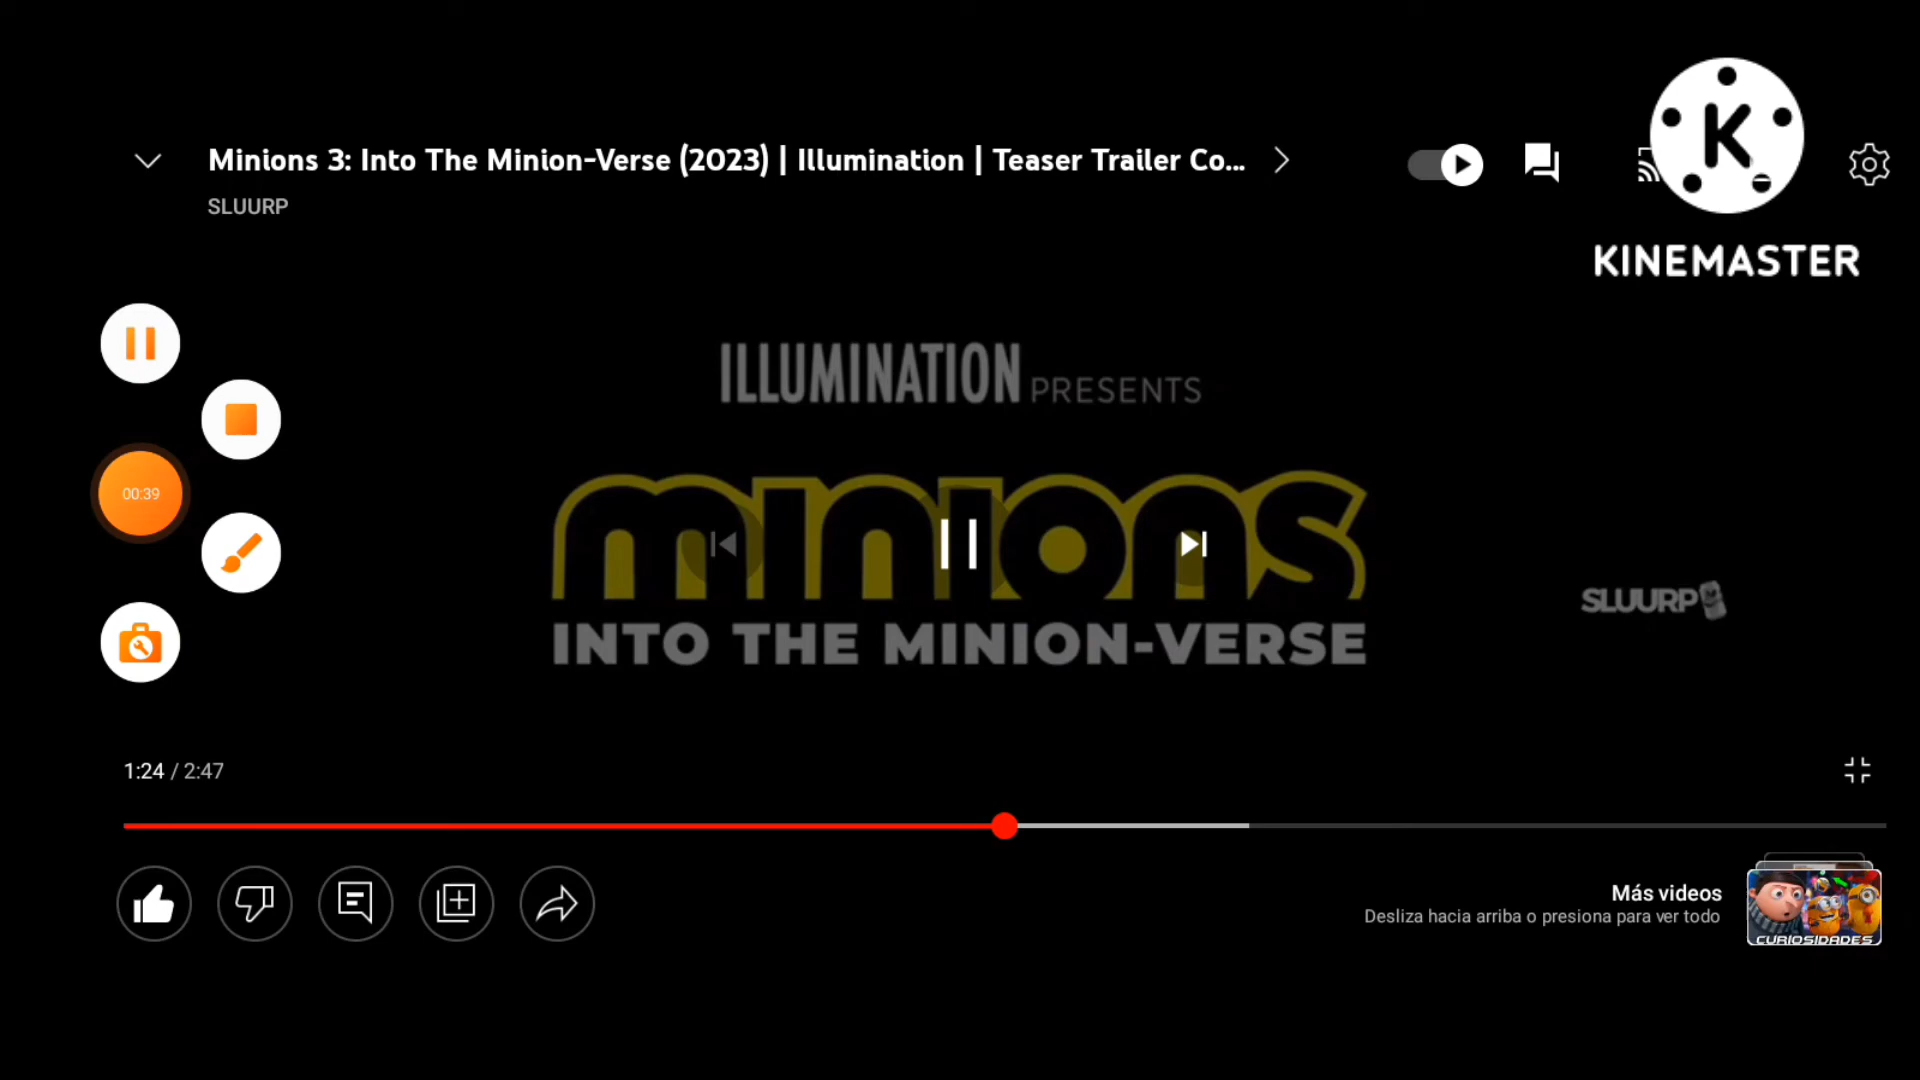 Minions 3: Into The Minion-Verse (2023) | Illumination | Teaser Trailer Co...
SLUURP
K
KINEMASTER
ILLUMINATION PRESENTS
00:39
minions
INTO THE MINION-VERSE
SLUURP
1:24 / 2:47
Más videos
Desliza hacia arriba o presiona para ver todo
CURIOSIDADES